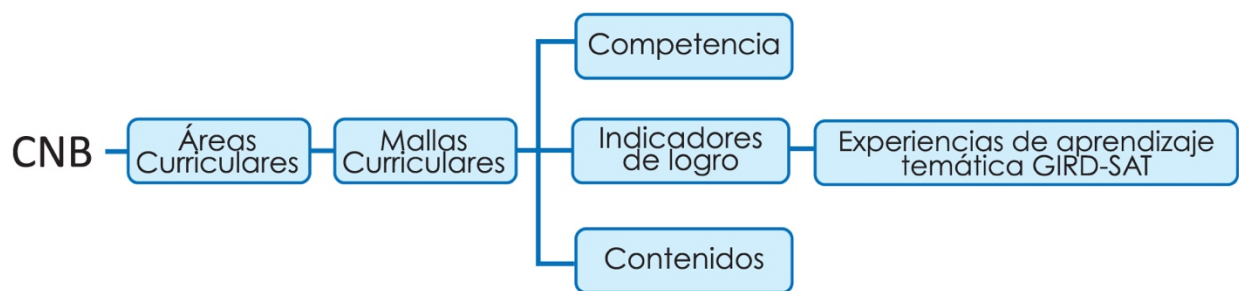 CNB
Áreas
Curriculares
Mallas
Curriculares
Competencia
Indicadores
de logro
Contenidos
Experiencias de aprendizaje
temática GIRD-SAT